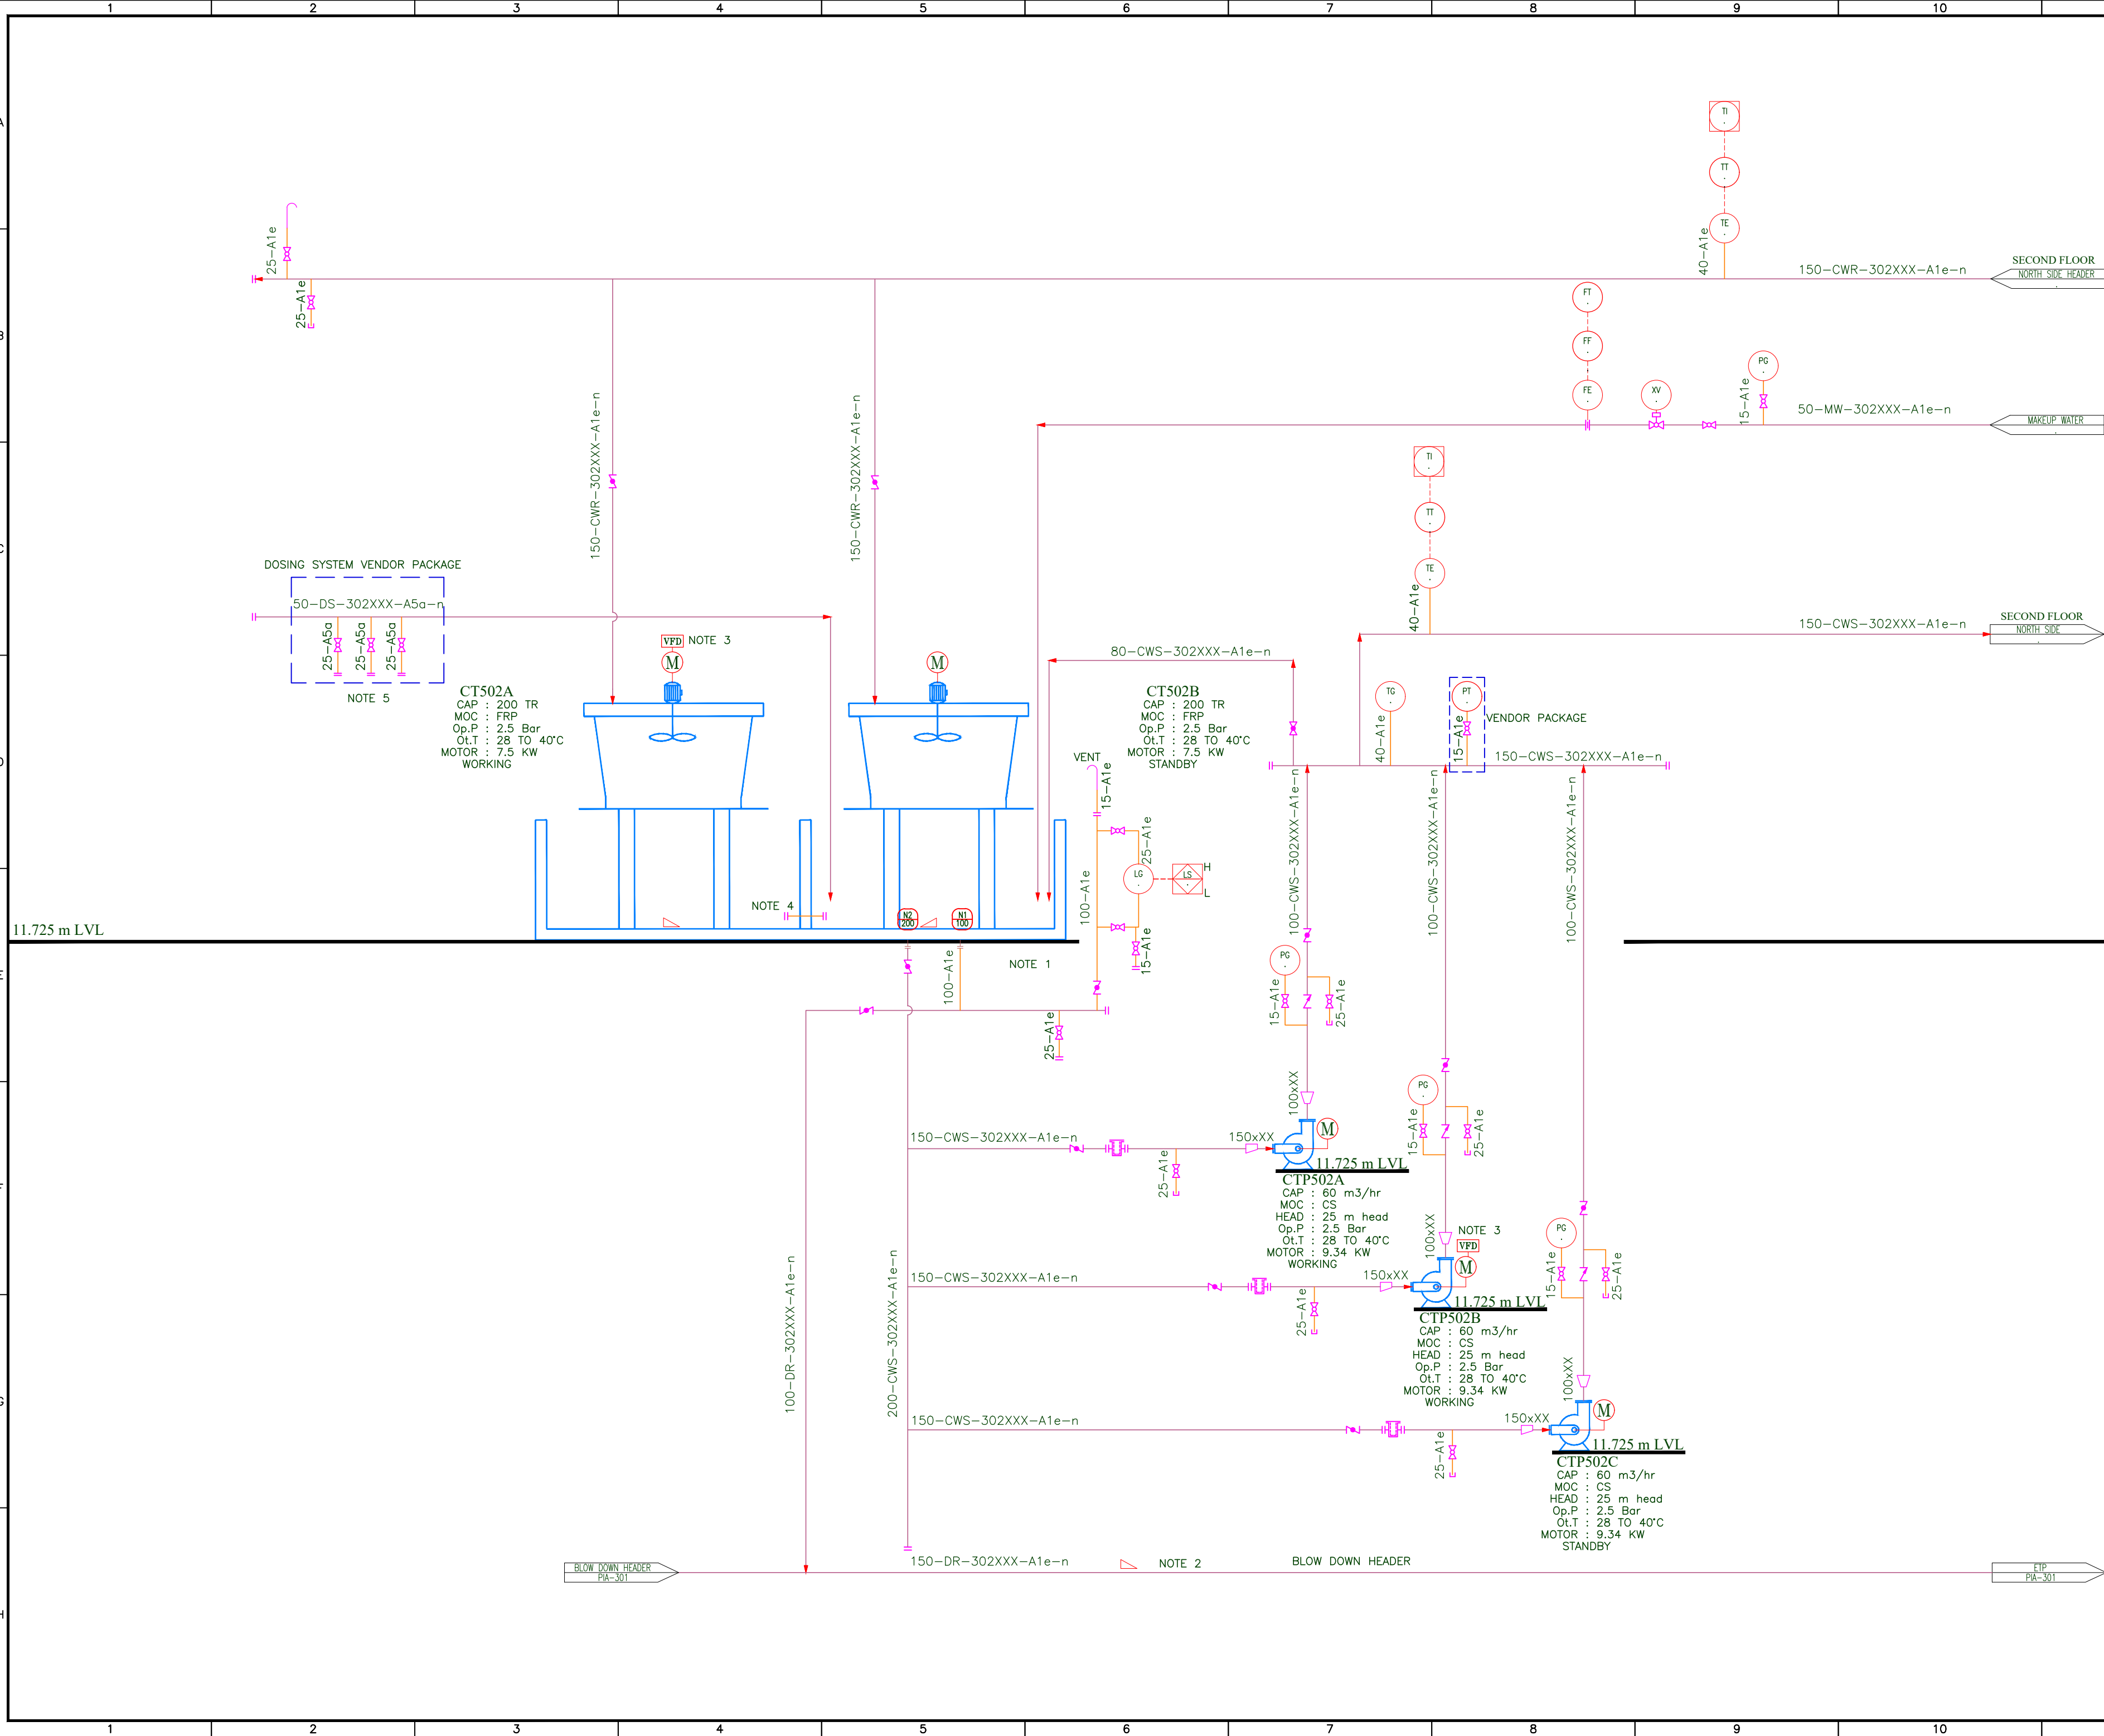 1 2 3 4 5 6 7 8 9 10
A
B
C
D
E
F
G
H
TI
TT
TE
40-A1e
25-A1e
25-A1e
150-CWR-302XXX-A1e-n
SECOND FLOOR
NORTH SIDE HEADER
FT
FF
FE
XV
PG
15-A1e
50-MW-302XXX-A1e-n
MAKEUP WATER
150-CWR-302XXX-A1e-n
150-CWR-302XXX-A1e-n
TI
TT
TE
40-A1e
150-CWS-302XXX-A1e-n
SECOND FLOOR
NORTH SIDE
DOSING SYSTEM VENDOR PACKAGE
50-DS-302XXX-A5a-n
25-A5a
25-A5a
25-A5a
NOTE 5
VFD
NOTE 3
M
M
CT502A
CAP : 200 TR
MOC : FRP
Op.P : 2.5 Bar
Ot.T : 28 TO 40°C
MOTOR : 7.5 KW
WORKING
80-CWS-302XXX-A1e-n
CT502B
CAP : 200 TR
MOC : FRP
Op.P : 2.5 Bar
Ot.T : 28 TO 40°C
MOTOR : 7.5 KW
STANDBY
TG
40-A1e
PT
15-A1e
VENDOR PACKAGE
150-CWS-302XXX-A1e-n
VENT
15-A1e
25-A1e
100-A1e
LG
LS
H
L
15-A1e
100-CWS-302XXX-A1e-n
100-CWS-302XXX-A1e-n
100-CWS-302XXX-A1e-n
NOTE 4
N2
200
N1
100
11.725 m LVL
NOTE 1
100-A1e
25-A1e
PG
15-A1e
25-A1e
100xXX
PG
15-A1e
25-A1e
150-CWS-302XXX-A1e-n
150xXX
M
25-A1e
11.725 m LVL
CTP502A
CAP : 60 m3/hr
MOC : CS
HEAD : 25 m head
Op.P : 2.5 Bar
Ot.T : 28 TO 40°C
MOTOR : 9.34 KW
WORKING
100xXX
NOTE 3
VFD
M
PG
15-A1e
25-A1e
150-CWS-302XXX-A1e-n
150xXX
25-A1e
11.725 m LVL
CTP502B
CAP : 60 m3/hr
MOC : CS
HEAD : 25 m head
Op.P : 2.5 Bar
Ot.T : 28 TO 40°C
MOTOR : 9.34 KW
WORKING
100-DR-302XXX-A1e-n
200-CWS-302XXX-A1e-n
100xXX
M
150-CWS-302XXX-A1e-n
150xXX
25-A1e
11.725 m LVL
CTP502C
CAP : 60 m3/hr
MOC : CS
HEAD : 25 m head
Op.P : 2.5 Bar
Ot.T : 28 TO 40°C
MOTOR : 9.34 KW
STANDBY
BLOW DOWN HEADER
PIA-301
150-DR-302XXX-A1e-n
NOTE 2
BLOW DOWN HEADER
ETP
PIA-301
1 2 3 4 5 6 7 8 9 10